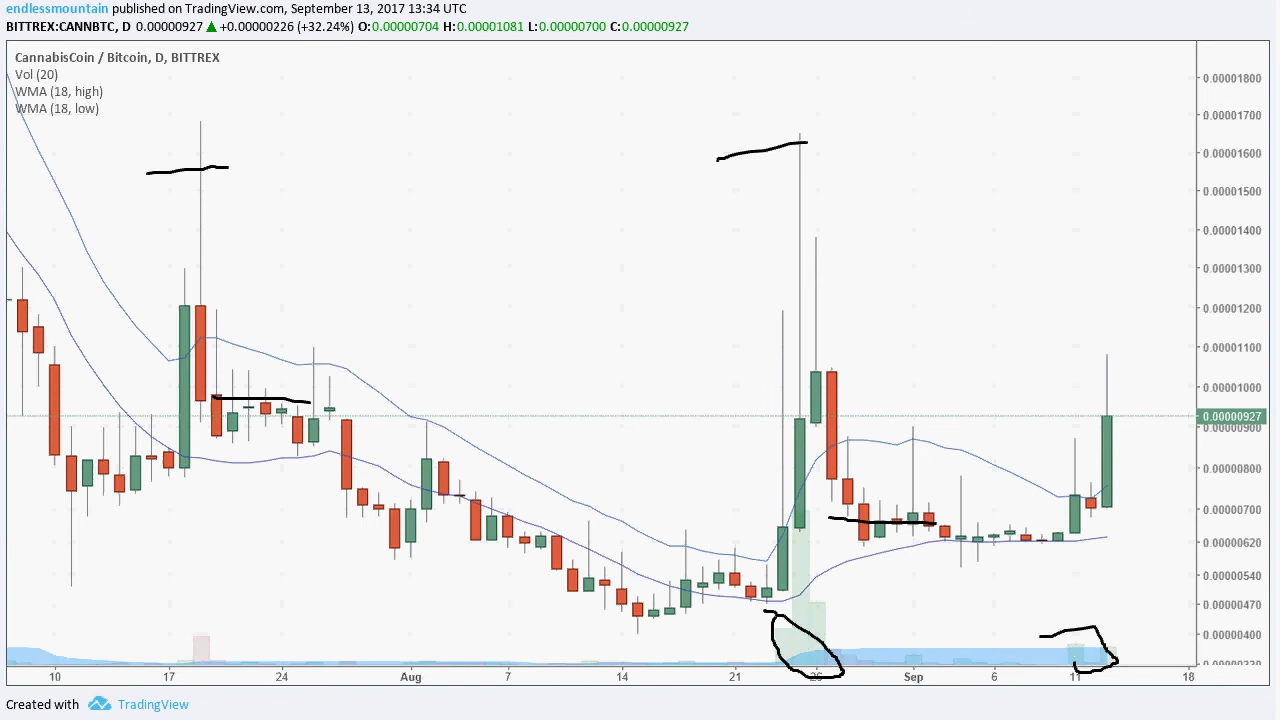 endlessmountain published on TradingView.com, September 13, 2017 13:34 UTC
BITTREX:CANNBTC, D 0.00000927 ▲ +0.00000226 (+32.24%) O:0.00000704 H:0.00001081 L:0.00000700 C:0.00000927
CannabisCoin / Bitcoin, D, BITTREX
Vol (20)
WMA (18, high)
WMA (18, low)
0.00001800
0.00001700
0.00001600
0.00001500
0.00001400
0.00001300
0.00001200
0.00001100
0.00001000
0.00000927
0.00000900
0.00000800
0.00000700
0.00000620
0.00000540
0.00000470
0.00000400
0.00000330
10 17 24 Aug 7 14 21 Sep 6 11 18
Created with TradingView